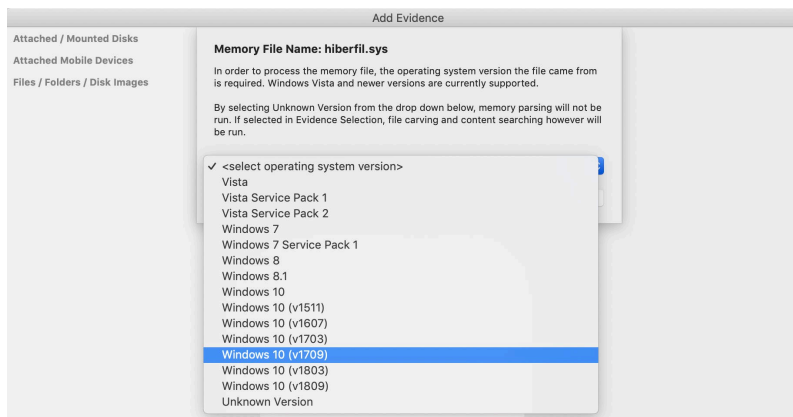 Add Evidence
Attached / Mounted Disks
Attached Mobile Devices
Files / Folders / Disk Images
Memory File Name: hiberfil.sys
In order to process the memory file, the operating system version the file came from
is required. Windows Vista and newer versions are currently supported.
By selecting Unknown Version from the drop down below, memory parsing will not be
run. If selected in Evidence Selection, file carving and content searching however will
be run.
✓ <select operating system version>
Vista
Vista Service Pack 1
Vista Service Pack 2
Windows 7
Windows 7 Service Pack 1
Windows 8
Windows 8.1
Windows 10
Windows 10 (v1511)
Windows 10 (v1607)
Windows 10 (v1703)
Windows 10 (v1709)
Windows 10 (v1803)
Windows 10 (v1809)
Unknown Version